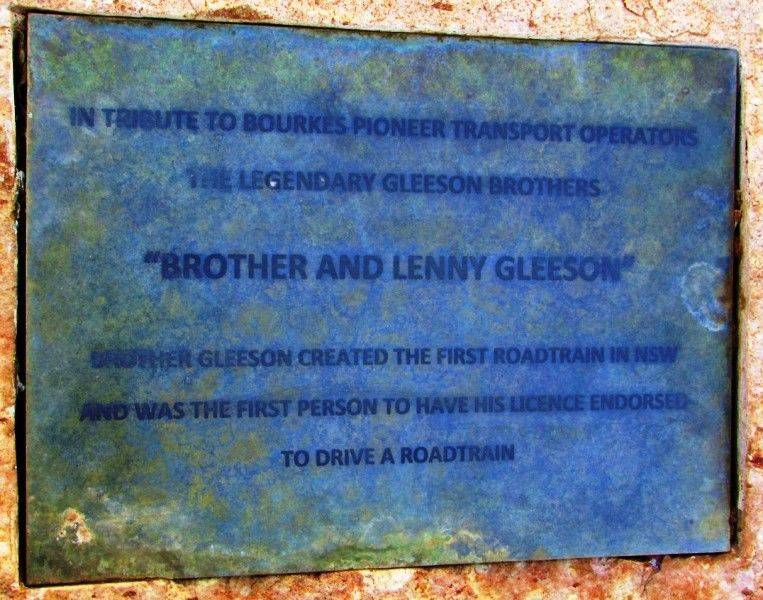 IN TRIBUTE TO BOURKES PIONEER TRANSPORT OPERATORS
THE LEGENDARY GLEESON BROTHERS
"BROTHER AND LENNY GLEESON"
BROTHER GLEESON CREATED THE FIRST ROADTRAIN IN NSW
AND WAS THE FIRST PERSON TO HAVE HIS LICENCE ENDORSED
TO DRIVE A ROADTRAIN